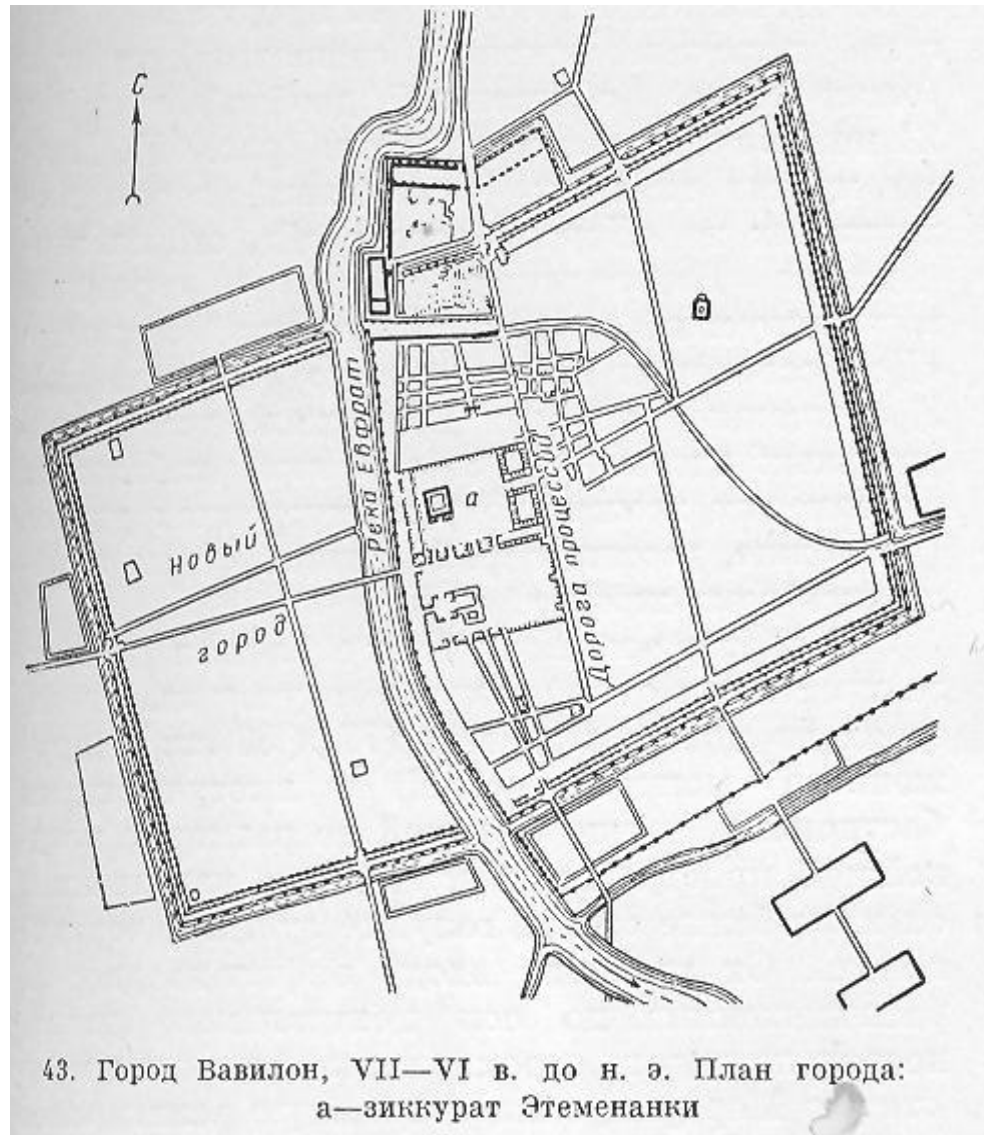 С
река Евфрат
а
Дорога процессий
Новый
город
43. Город Вавилон, VII—VI в. до н. э. План города:
а—зиккурат Этеменанки